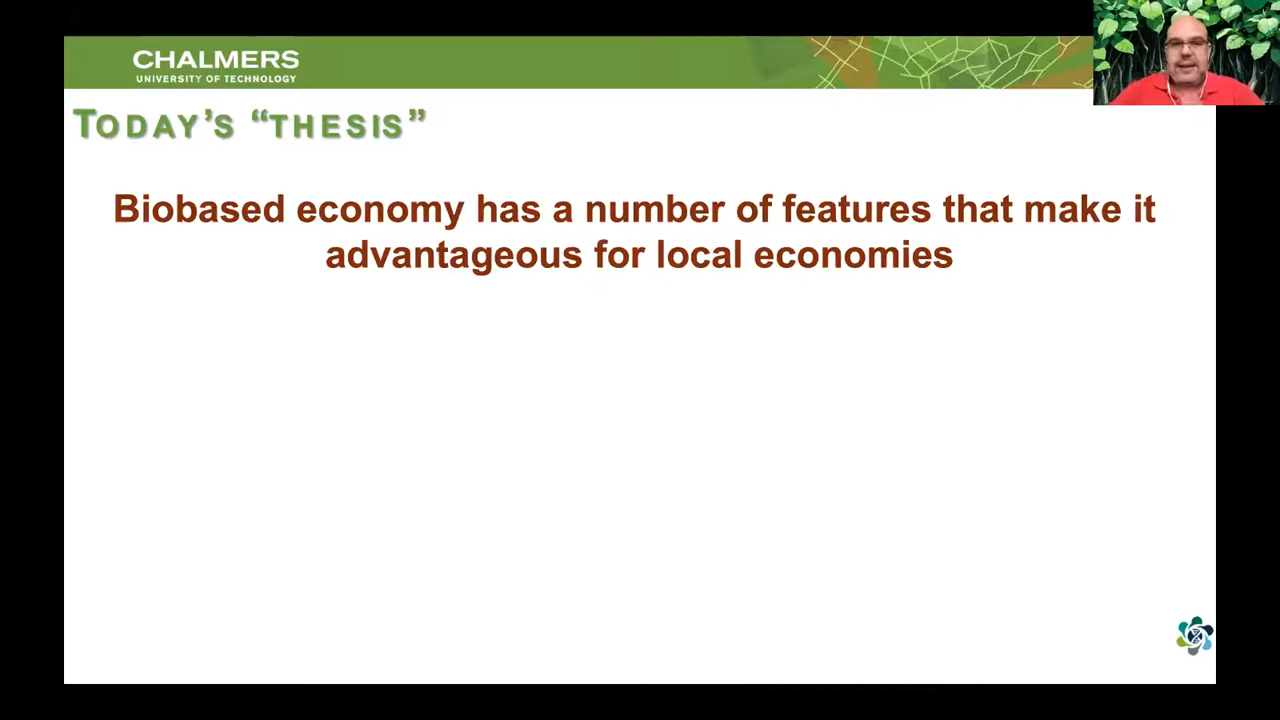 CHALMERS
UNIVERSITY OF TECHNOLOGY
TODAY'S “THESIS”
Biobased economy has a number of features that make it
advantageous for local economies